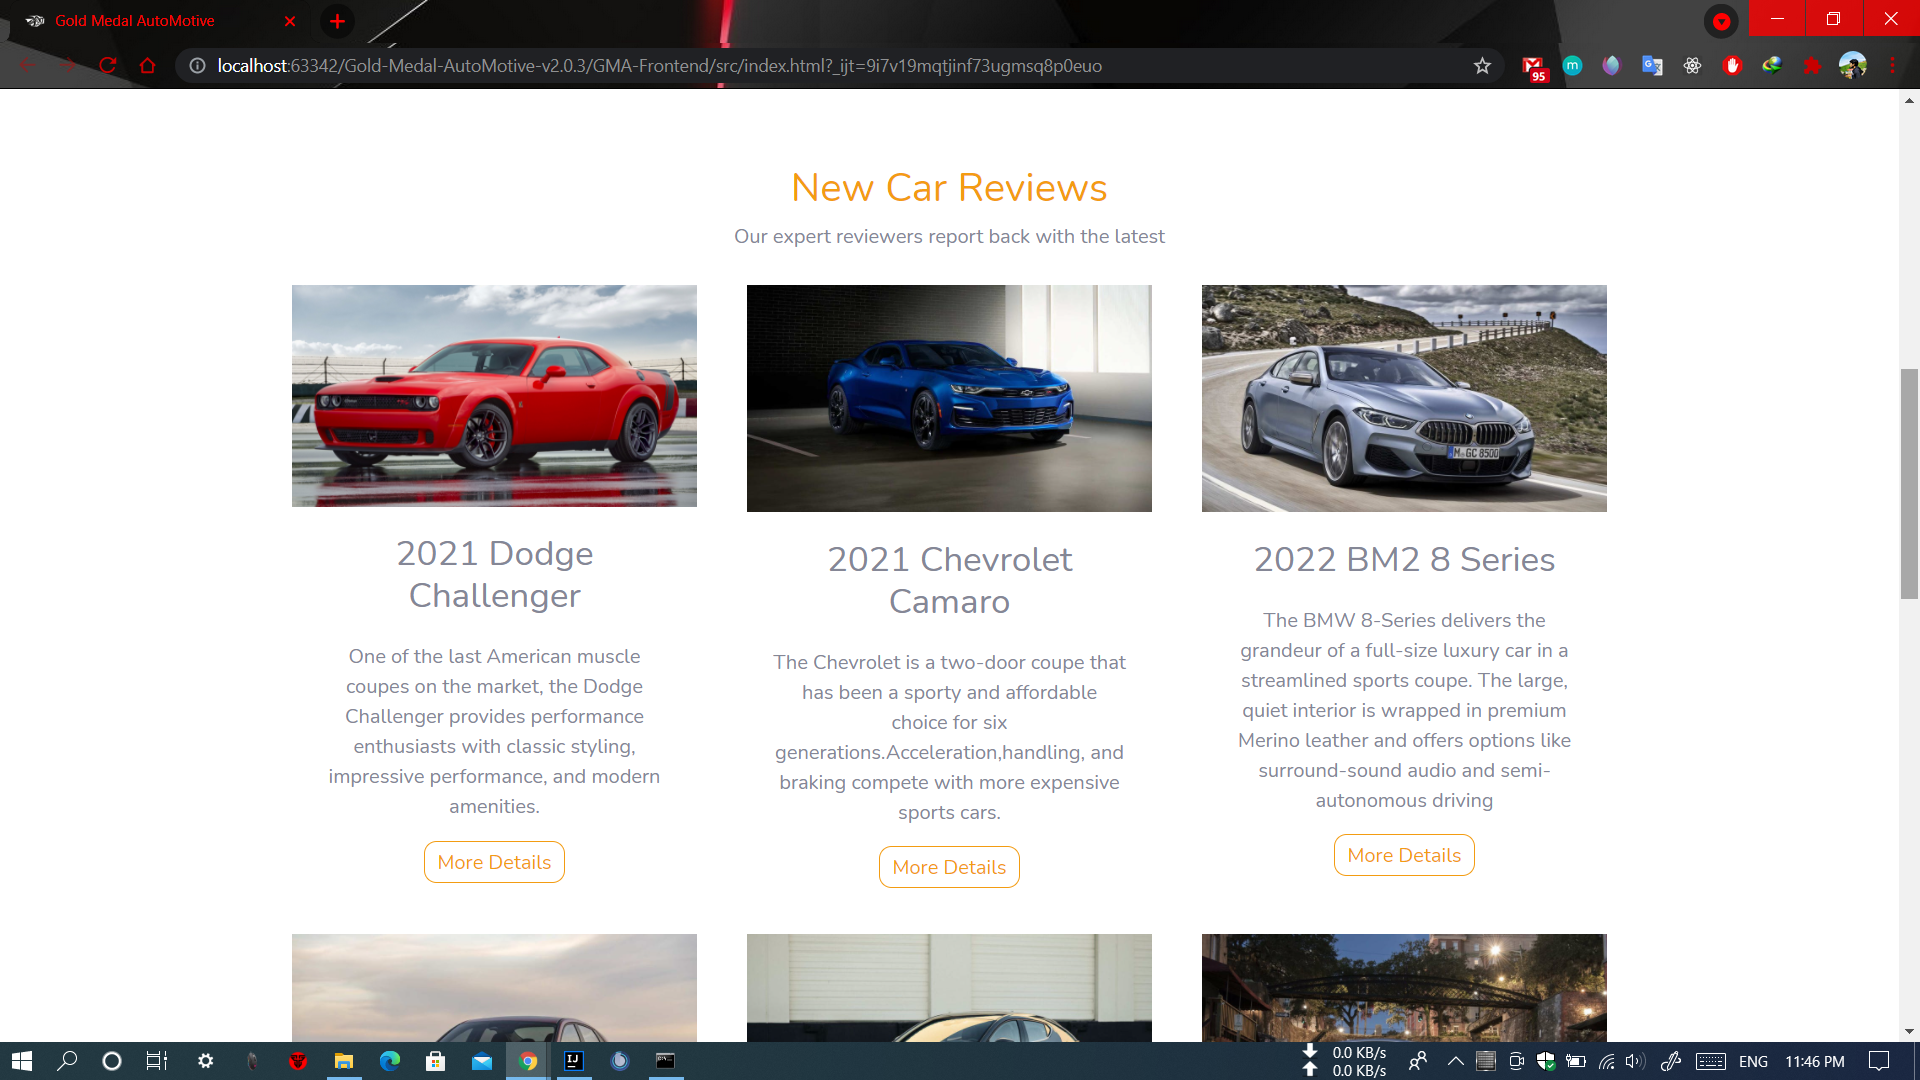 Gold Medal AutoMotive
localhost:63342/Gold-Medal-AutoMotive-v2.0.3/GMA-Frontend/src/index.html?_ijt=9i7v19mqtjinf73ugmsq8p0euo
95
m
New Car Reviews
Our expert reviewers report back with the latest
M GC 8500
2021 Dodge
Challenger
One of the last American muscle
coupes on the market, the Dodge
Challenger provides performance
enthusiasts with classic styling,
impressive performance, and modern
amenities.
More Details
2021 Chevrolet
Camaro
The Chevrolet is a two-door coupe that
has been a sporty and affordable
choice for six
generations.Acceleration,handling, and
braking compete with more expensive
sports cars.
More Details
2022 BM2 8 Series
The BMW 8-Series delivers the
grandeur of a full-size luxury car in a
streamlined sports coupe. The large,
quiet interior is wrapped in premium
Merino leather and offers options like
surround-sound audio and semi-
autonomous driving
More Details
IJ
0.0 KB/s
0.0 KB/s
ENG
11:46 PM